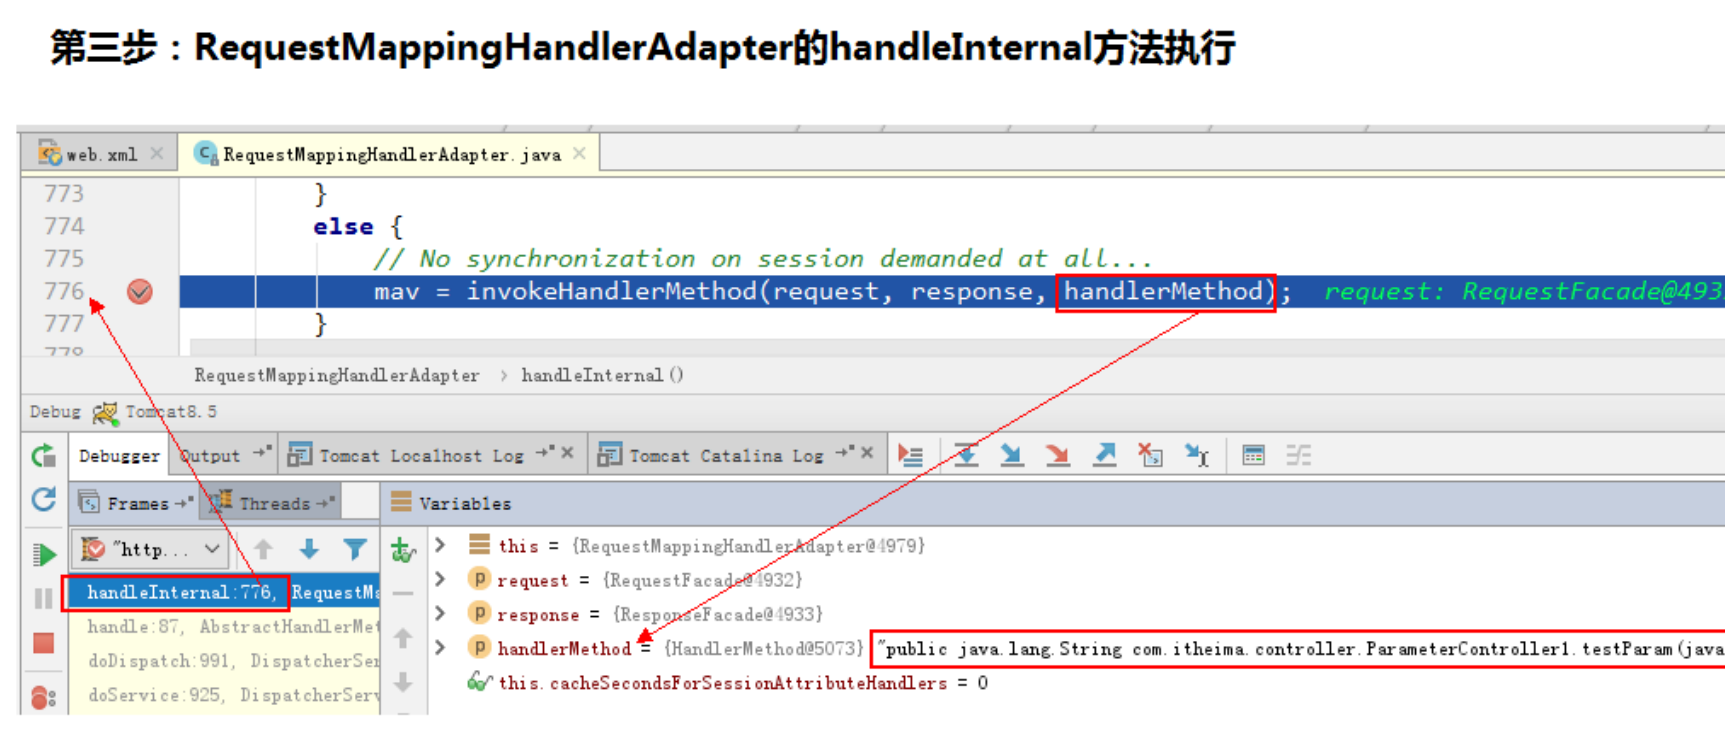 第三步：RequestMappingHandlerAdapter的handleInternal方法执行
web.xml RequestMappingHandlerAdapter.java
773 }
774 else {
775 // No synchronization on session demanded at all...
776 mav = invokeHandlerMethod(request, response, handlerMethod); request: RequestFacade@493
777 }
778
RequestMappingHandlerAdapter > handleInternal()
Debug Tomcat8.5
Debugger Output Tomcat Localhost Log Tomcat Catalina Log
Frames Threads Variables
"http...
this = {RequestMappingHandlerAdapter@4979}
request = {RequestFacade@4932}
handleInternal:776, RequestMa
response = {ResponseFacade@4933}
handle:87, AbstractHandlerMet
handlerMethod = {HandlerMethod@5073} "public java.lang.String com.itheima.controller.ParameterController1.testParam(java
doDispatch:991, DispatcherSer
this.cacheSecondsForSessionAttributeHandlers = 0
doService:925, DispatcherServ